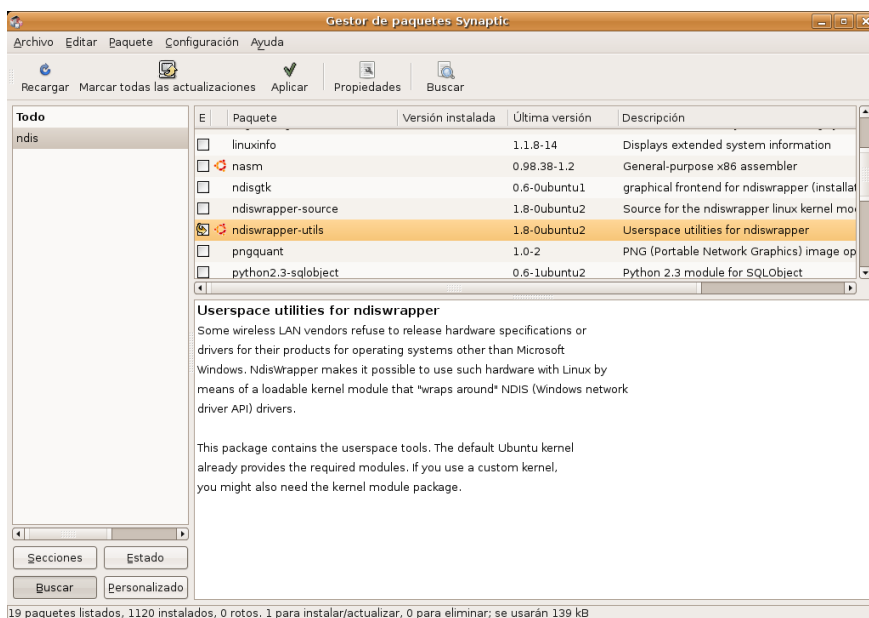 Gestor de paquetes Synaptic
Archivo Editar Paquete Configuración Ayuda
Recargar Marcar todas las actualizaciones Aplicar Propiedades Buscar
Todo
ndis
E Paquete Versión instalada Última versión Descripción
linuxinfo 1.1.8-14 Displays extended system information
nasm 0.98.38-1.2 General-purpose x86 assembler
ndisgtk 0.6-0ubuntu1 graphical frontend for ndiswrapper (installat
ndiswrapper-source 1.8-0ubuntu2 Source for the ndiswrapper linux kernel mo
ndiswrapper-utils 1.8-0ubuntu2 Userspace utilities for ndiswrapper
pngquant 1.0-2 PNG (Portable Network Graphics) image op
python2.3-sqlobject 0.6-1ubuntu2 Python 2.3 module for SQLObject
Userspace utilities for ndiswrapper
Some wireless LAN vendors refuse to release hardware specifications or
drivers for their products for operating systems other than Microsoft
Windows. NdisWrapper makes it possible to use such hardware with Linux by
means of a loadable kernel module that "wraps around" NDIS (Windows network
driver API) drivers.
This package contains the userspace tools. The default Ubuntu kernel
already provides the required modules. If you use a custom kernel,
you might also need the kernel module package.
Secciones Estado
Buscar Personalizado
19 paquetes listados, 1120 instalados, 0 rotos. 1 para instalar/actualizar, 0 para eliminar; se usarán 139 kB